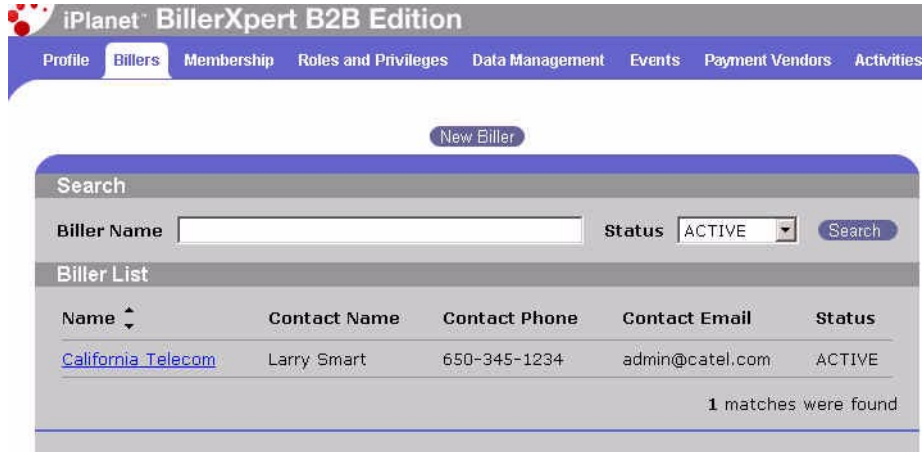 iPlanet™ BillerXpert B2B Edition
Profile Billers Membership Roles and Privileges Data Management Events Payment Vendors Activities
New Biller
Search
Biller Name Status ACTIVE Search
Biller List
Name Contact Name Contact Phone Contact Email Status
California Telecom Larry Smart 650-345-1234 admin@catel.com ACTIVE
1 matches were found